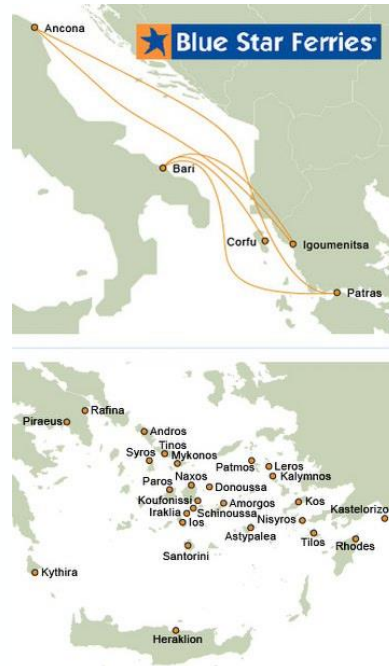 Ancona
Blue Star Ferries®
Bari
Corfu
Igoumenitsa
Patras
Rafina
Piraeus
Andros
Tinos
Syros
Mykonos
Patmos
Leros
Kalymnos
Naxos
Paros
Donoussa
Koufonissi
Amorgos
Kos
Kastelorizo
Iraklia
Schinoussa
Nisyros
Ios
Astypalea
Tilos
Rhodes
Santorini
Kythira
Heraklion